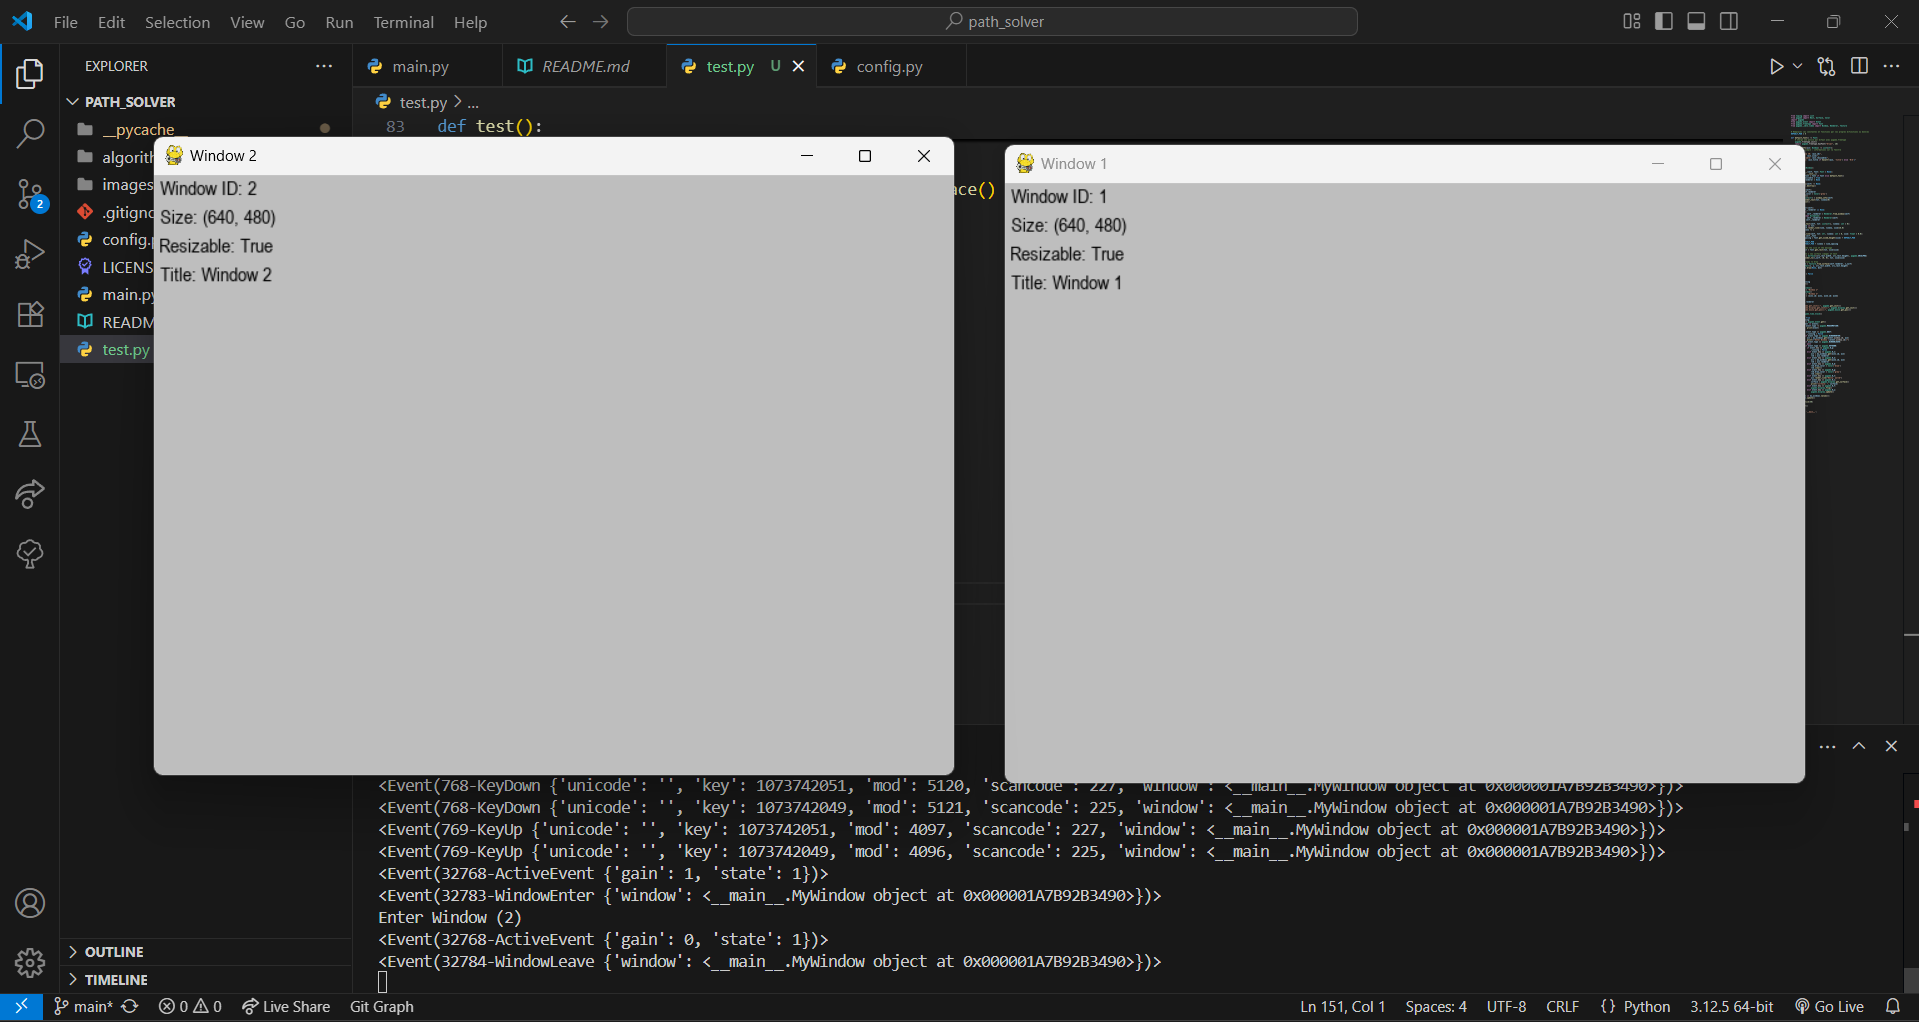 File Edit Selection View Go Run Terminal Help
path_solver
EXPLORER
main.py
README.md
test.py U
config.py
PATH_SOLVER
test.py > ...
__pycache__
83 def test():
algorith
images
.gitigno
config.p
LICENS
main.py
READM
test.py
Window 2
Window ID: 2
Size: (640, 480)
Resizable: True
Title: Window 2
ace()
Window 1
Window ID: 1
Size: (640, 480)
Resizable: True
Title: Window 1
<Event(768-KeyDown {'unicode': '', 'key': 1073742051, 'mod': 5120, 'scancode': 227, 'window': <__main__.MyWindow object at 0x000001A7B92B3490>})>
<Event(768-KeyDown {'unicode': '', 'key': 1073742049, 'mod': 5121, 'scancode': 225, 'window': <__main__.MyWindow object at 0x000001A7B92B3490>})>
<Event(769-KeyUp {'unicode': '', 'key': 1073742051, 'mod': 4097, 'scancode': 227, 'window': <__main__.MyWindow object at 0x000001A7B92B3490>})>
<Event(769-KeyUp {'unicode': '', 'key': 1073742049, 'mod': 4096, 'scancode': 225, 'window': <__main__.MyWindow object at 0x000001A7B92B3490>})>
<Event(32768-ActiveEvent {'gain': 1, 'state': 1})>
<Event(32783-WindowEnter {'window': <__main__.MyWindow object at 0x000001A7B92B3490>})>
Enter Window (2)
<Event(32768-ActiveEvent {'gain': 0, 'state': 1})>
<Event(32784-WindowLeave {'window': <__main__.MyWindow object at 0x000001A7B92B3490>})>
2
OUTLINE
TIMELINE
main* 0 0 Live Share Git Graph Ln 151, Col 1 Spaces: 4 UTF-8 CRLF {} Python 3.12.5 64-bit Go Live